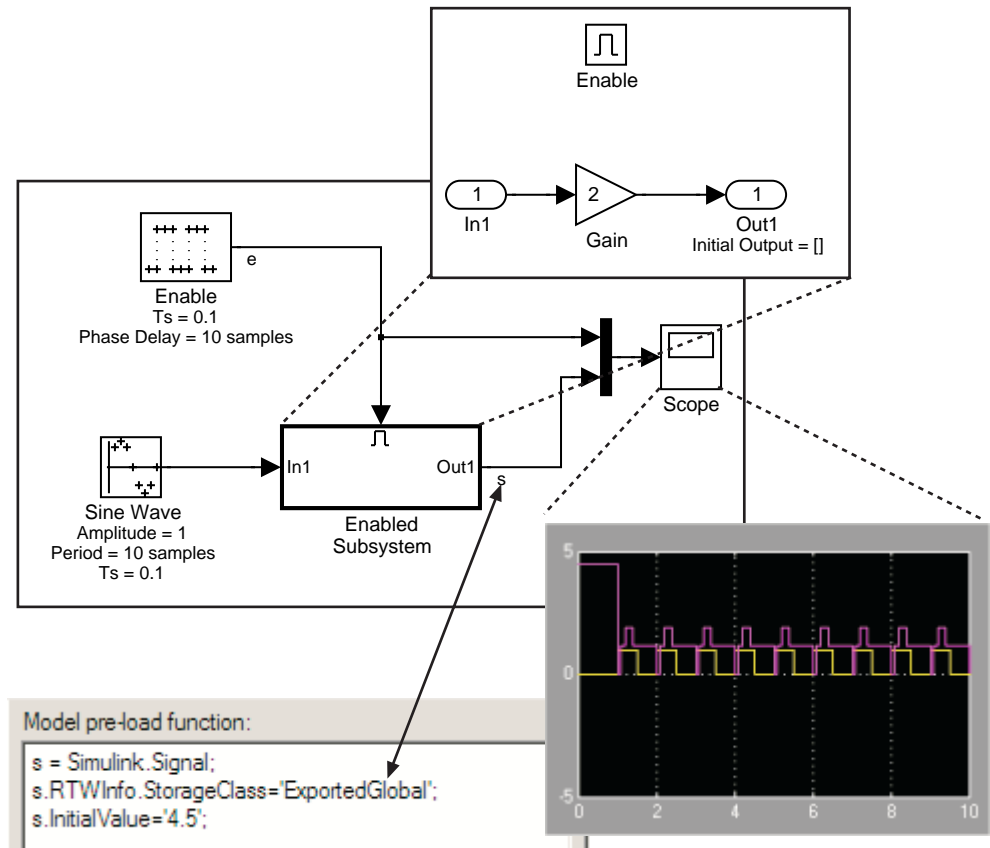 Enable
1
In1
2
Gain
1
Out1
Initial Output = []
e
Enable
Ts = 0.1
Phase Delay = 10 samples
Scope
In1
Out1
s
Enabled
Subsystem
Sine Wave
Amplitude = 1
Period = 10 samples
Ts = 0.1
5
0
-5
0 2 4 6 8 10
Model pre-load function:
s = Simulink.Signal;
s.RTWInfo.StorageClass='ExportedGlobal';
s.InitialValue='4.5';